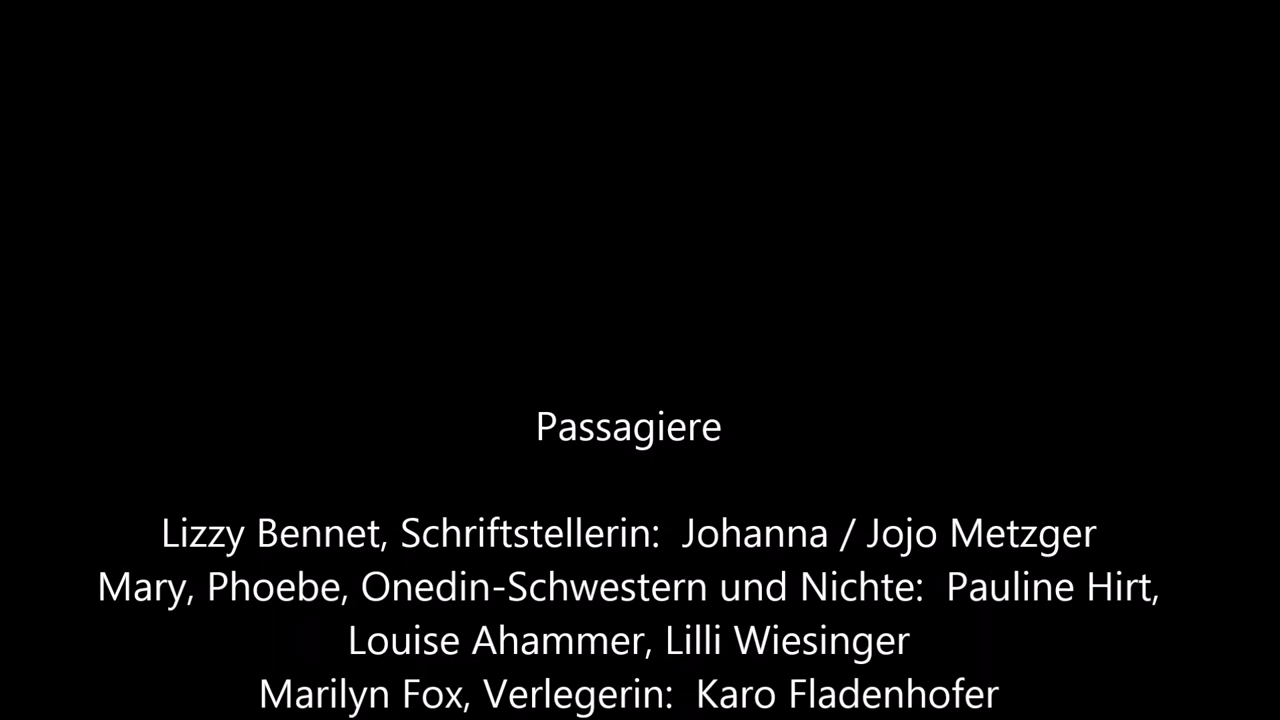 Passagiere
Lizzy Bennet, Schriftstellerin:  Johanna / Jojo Metzger
Mary, Phoebe, Onedin-Schwestern und Nichte:  Pauline Hirt,
Louise Ahammer, Lilli Wiesinger
Marilyn Fox, Verlegerin:  Karo Fladenhofer